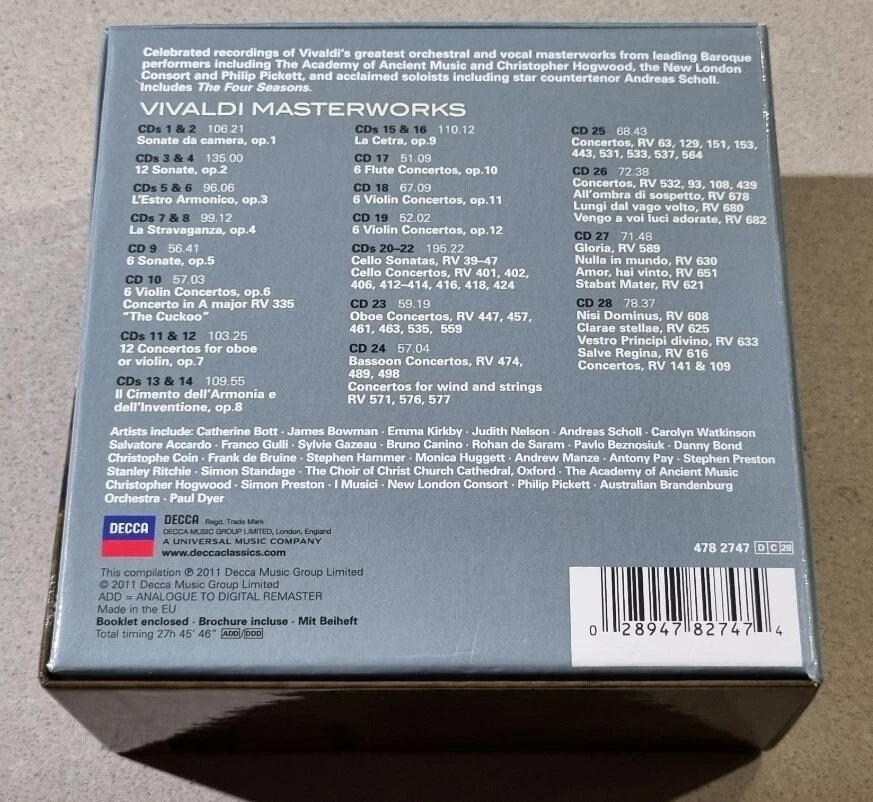 Celebrated recordings of Vivaldi's greatest orchestral and vocal masterworks from leading Baroque
performers including The Academy of Ancient Music and Christopher Hogwood, the New London
Consort and Philip Pickett, and acclaimed soloists including star countertenor Andreas Scholl.
Includes The Four Seasons.
VIVALDI MASTERWORKS
CDs 1 & 2 106.21
Sonate da camera, op.1
CDs 3 & 4 135.00
12 Sonate, op.2
CDs 5 & 6 96.06
L'Estro Armonico, op.3
CDs 7 & 8 99.12
La Stravaganza, op.4
CD 9 56.41
6 Sonate, op.5
CD 10 57.03
6 Violin Concertos, op.6
Concerto in A major RV 335
"The Cuckoo"
CDs 11 & 12 103.25
12 Concertos for oboe
or violin, op.7
CDs 13 & 14 109.55
Il Cimento dell'Armonia e
dell'Inventione, op.8
CDs 15 & 16 110.12
La Cetra, op.9
CD 17 51.09
6 Flute Concertos, op.10
CD 18 67.09
6 Violin Concertos, op.11
CD 19 52.02
6 Violin Concertos, op.12
CDs 20–22 195.22
Cello Sonatas, RV 39–47
Cello Concertos, RV 401, 402,
406, 412–414, 416, 418, 424
CD 23 59.19
Oboe Concertos, RV 447, 457,
461, 463, 535, 559
CD 24 57.04
Bassoon Concertos, RV 474,
489, 498
Concertos for wind and strings
RV 571, 576, 577
CD 25 68.43
Concertos, RV 63, 129, 151, 153,
443, 531, 533, 537, 564
CD 26 72.38
Concertos, RV 532, 93, 108, 439
All'ombra di sospetto, RV 678
Lungi dal vago volto, RV 680
Vengo a voi luci adorate, RV 682
CD 27 71.48
Gloria, RV 589
Nulla in mundo, RV 630
Amor, hai vinto, RV 651
Stabat Mater, RV 621
CD 28 78.37
Nisi Dominus, RV 608
Clarae stellae, RV 625
Vestro Principi divino, RV 633
Salve Regina, RV 616
Concertos, RV 141 & 109
Artists include: Catherine Bott · James Bowman · Emma Kirkby · Judith Nelson · Andreas Scholl · Carolyn Watkinson
Salvatore Accardo · Franco Gulli · Sylvie Gazeau · Bruno Canino · Rohan de Saram · Pavlo Beznosiuk · Danny Bond
Christophe Coin · Frank de Bruine · Stephen Hammer · Monica Huggett · Andrew Manze · Antony Pay · Stephen Preston
Stanley Ritchie · Simon Standage · The Choir of Christ Church Cathedral, Oxford · The Academy of Ancient Music
Christopher Hogwood · Simon Preston · I Musici · New London Consort · Philip Pickett · Australian Brandenburg
Orchestra · Paul Dyer
DECCA
DECCA Regd. Trade Mark
DECCA MUSIC GROUP LIMITED, London, England
A UNIVERSAL MUSIC COMPANY
www.deccaclassics.com
478 2747 D C 28
This compilation ℗ 2011 Decca Music Group Limited
© 2011 Decca Music Group Limited
ADD = ANALOGUE TO DIGITAL REMASTER
Made in the EU
Booklet enclosed · Brochure incluse · Mit Beiheft
Total timing 27h 45' 46" ADD/DDD
0 28947 82747 4